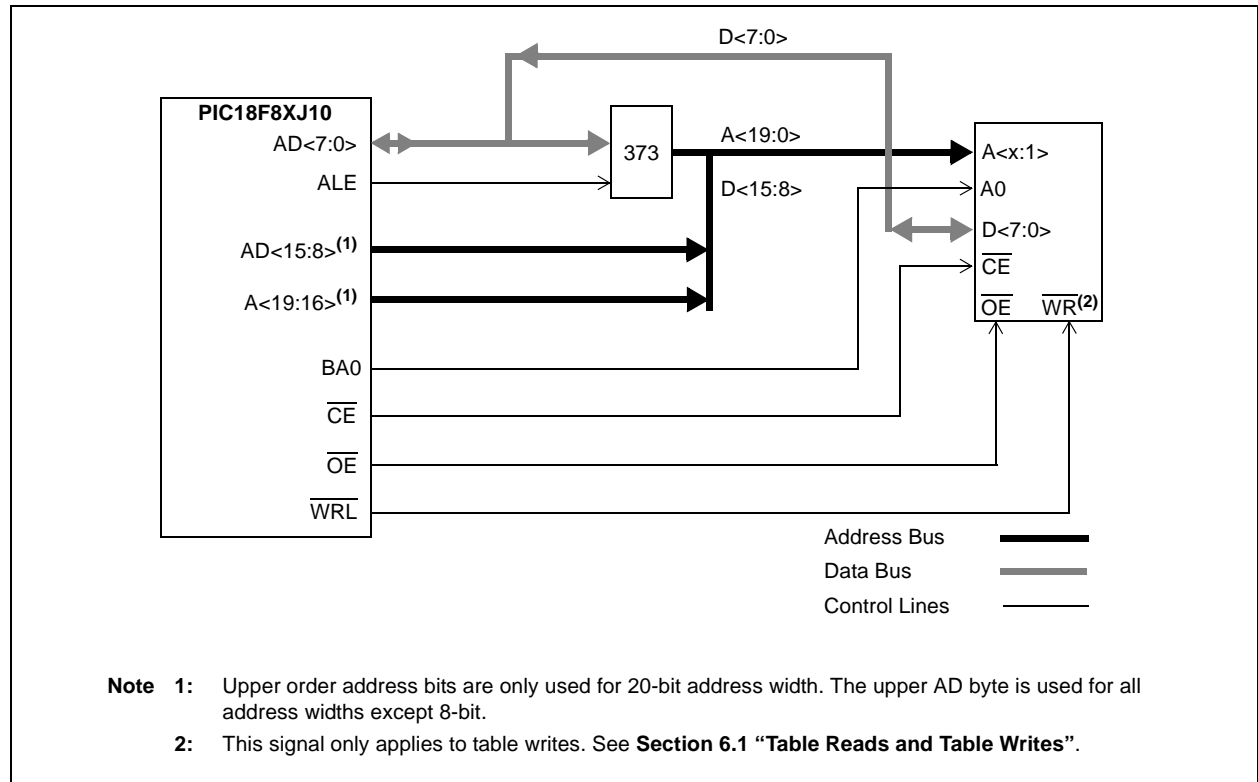 D<7:0>
PIC18F8XJ10
AD<7:0>
373
A<19:0>
A<x:1>
ALE
D<15:8>
A0
AD<15:8>(1)
D<7:0>
CE
A<19:16>(1)
OE WR(2)
BA0
CE
OE
WRL
Address Bus
Data Bus
Control Lines
Note 1: Upper order address bits are only used for 20-bit address width. The upper AD byte is used for all
address widths except 8-bit.
2: This signal only applies to table writes. See Section 6.1 “Table Reads and Table Writes”.